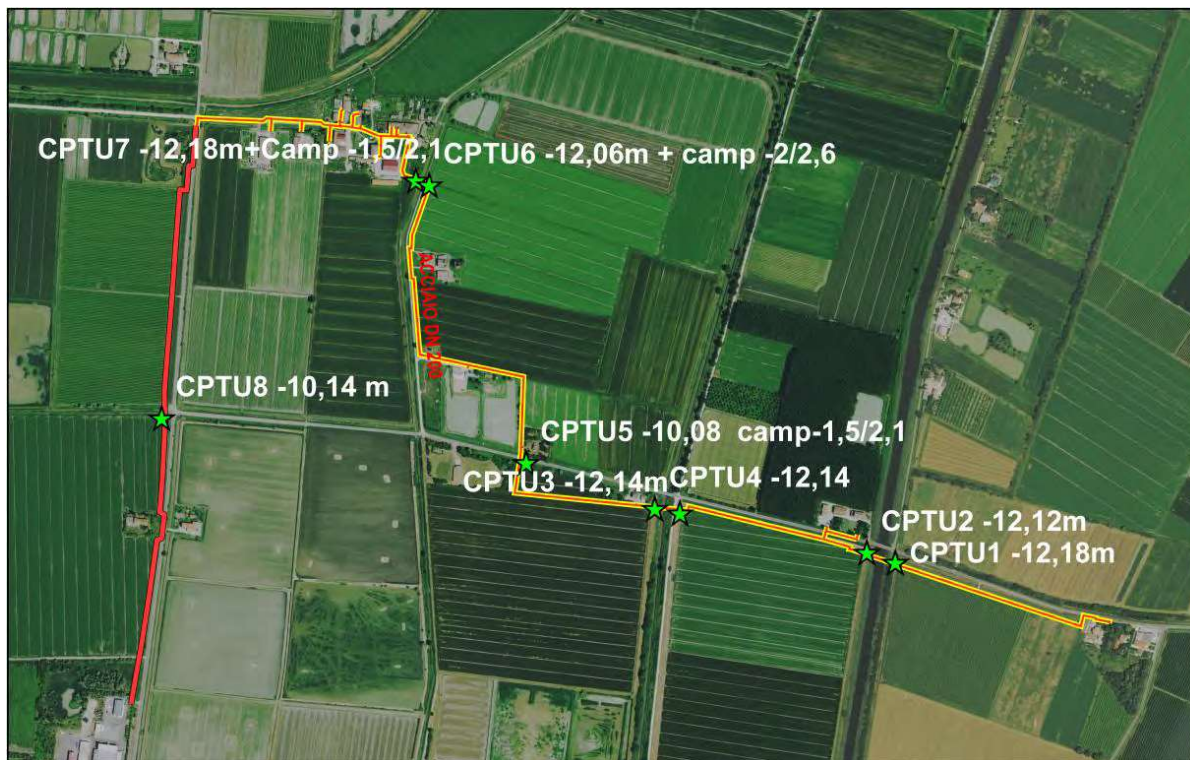 CPTU7 -12,18m+Camp -1,5/2,1
CPTU6 -12,06m + camp -2/2,6
ACCIAIO DN200
CPTU8 -10,14 m
CPTU5 -10,08 camp-1,5/2,1
CPTU3 -12,14m
CPTU4 -12,14
CPTU2 -12,12m
CPTU1 -12,18m